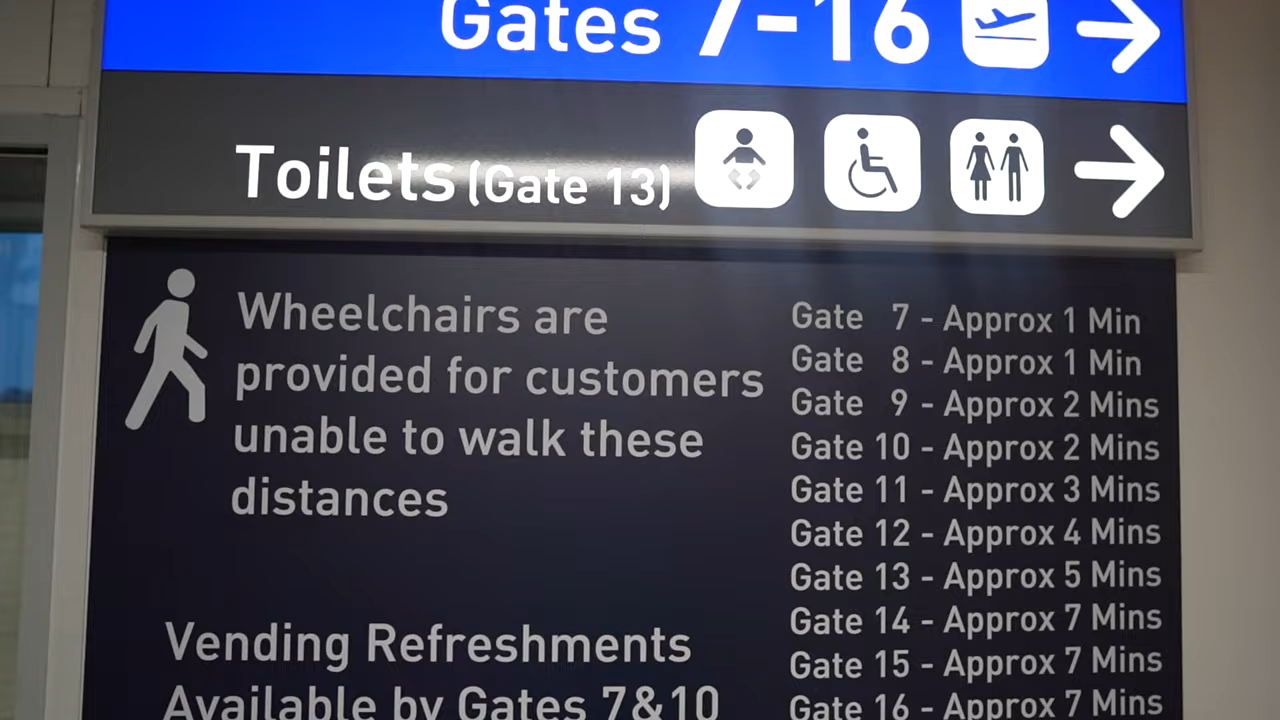 Gates 7-16
Toilets (Gate 13)
Wheelchairs are
provided for customers
unable to walk these
distances
Vending Refreshments
Available by Gates 7&10
Gate 7 - Approx 1 Min
Gate 8 - Approx 1 Min
Gate 9 - Approx 2 Mins
Gate 10 - Approx 2 Mins
Gate 11 - Approx 3 Mins
Gate 12 - Approx 4 Mins
Gate 13 - Approx 5 Mins
Gate 14 - Approx 7 Mins
Gate 15 - Approx 7 Mins
Gate 16 - Approx 7 Mins